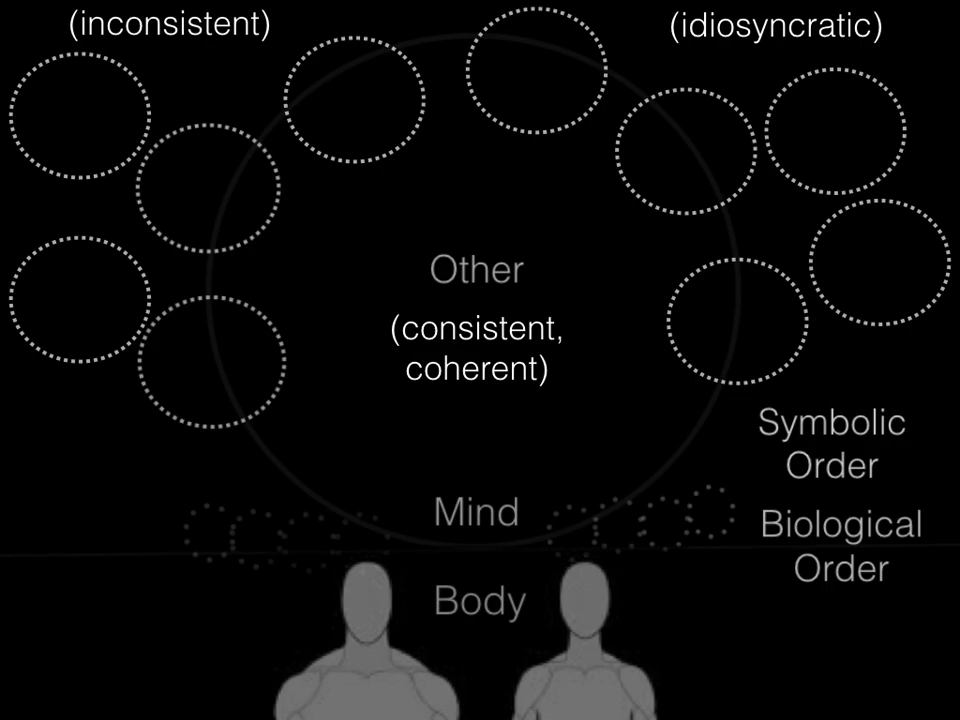 (inconsistent)
(idiosyncratic)
Other
(consistent,
coherent)
Symbolic
Order
Mind
Biological
Order
Body